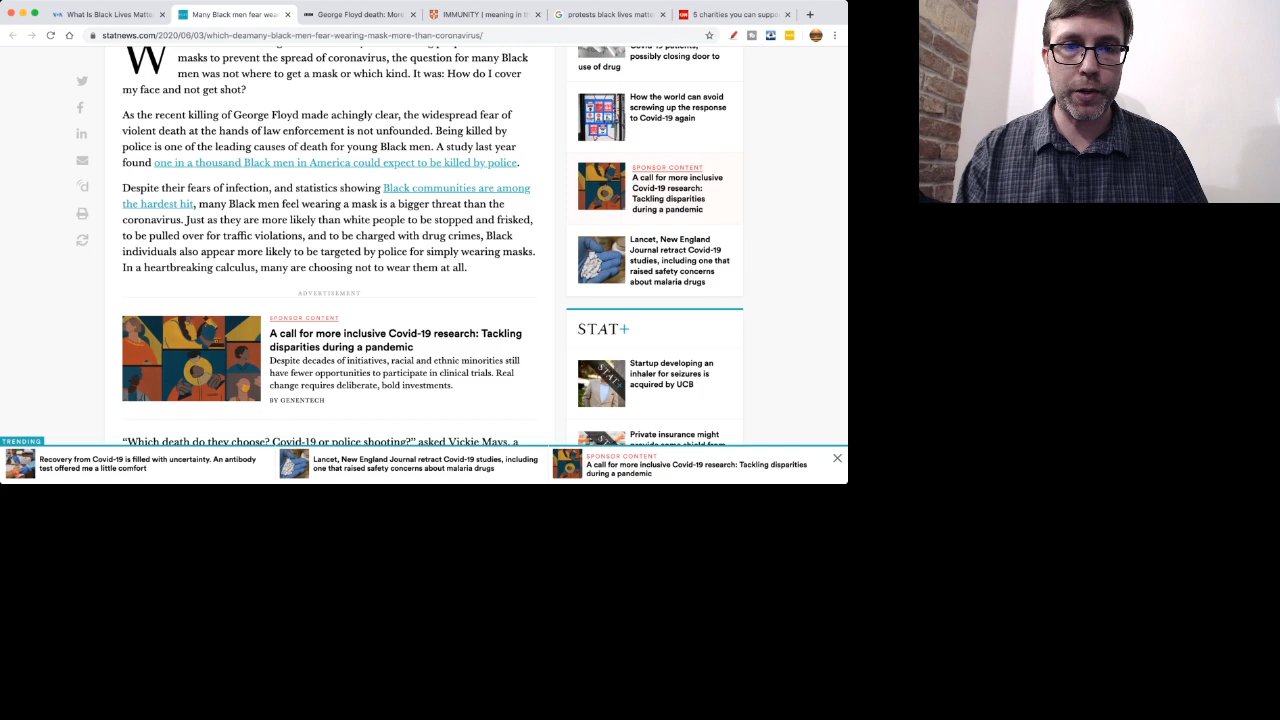 What Is Black Lives Matte
Many Black men fear wea
George Floyd death: More
IMMUNITY | meaning in th
protests black lives matte
5 charities you can suppo
statnews.com/2020/06/03/which-deamany-black-men-fear-wearing-mask-more-than-coronavirus/
W
masks to prevent the spread of coronavirus, the question for many Black
men was not where to get a mask or which kind. It was: How do I cover
my face and not get shot?
As the recent killing of George Floyd made achingly clear, the widespread fear of
violent death at the hands of law enforcement is not unfounded. Being killed by
police is one of the leading causes of death for young Black men. A study last year
found one in a thousand Black men in America could expect to be killed by police.
Despite their fears of infection, and statistics showing Black communities are among
the hardest hit, many Black men feel wearing a mask is a bigger threat than the
coronavirus. Just as they are more likely than white people to be stopped and frisked,
to be pulled over for traffic violations, and to be charged with drug crimes, Black
individuals also appear more likely to be targeted by police for simply wearing masks.
In a heartbreaking calculus, many are choosing not to wear them at all.
ADVERTISEMENT
SPONSOR CONTENT
A call for more inclusive Covid-19 research: Tackling
disparities during a pandemic
Despite decades of initiatives, racial and ethnic minorities still
have fewer opportunities to participate in clinical trials. Real
change requires deliberate, bold investments.
BY GENENTECH
“Which death do they choose? Covid-19 or police shooting?” asked Vickie Mays, a
Covid-19 patients,
possibly closing door to
use of drug
How the world can avoid
screwing up the response
to Covid-19 again
SPONSOR CONTENT
A call for more inclusive
Covid-19 research:
Tackling disparities
during a pandemic
Lancet, New England
Journal retract Covid-19
studies, including one that
raised safety concerns
about malaria drugs
STAT+
Startup developing an
inhaler for seizures is
acquired by UCB
Private insurance might
TRENDING
Recovery from Covid-19 is filled with uncertainty. An antibody
test offered me a little comfort
Lancet, New England Journal retract Covid-19 studies, including
one that raised safety concerns about malaria drugs
SPONSOR CONTENT
A call for more inclusive Covid-19 research: Tackling disparities
during a pandemic